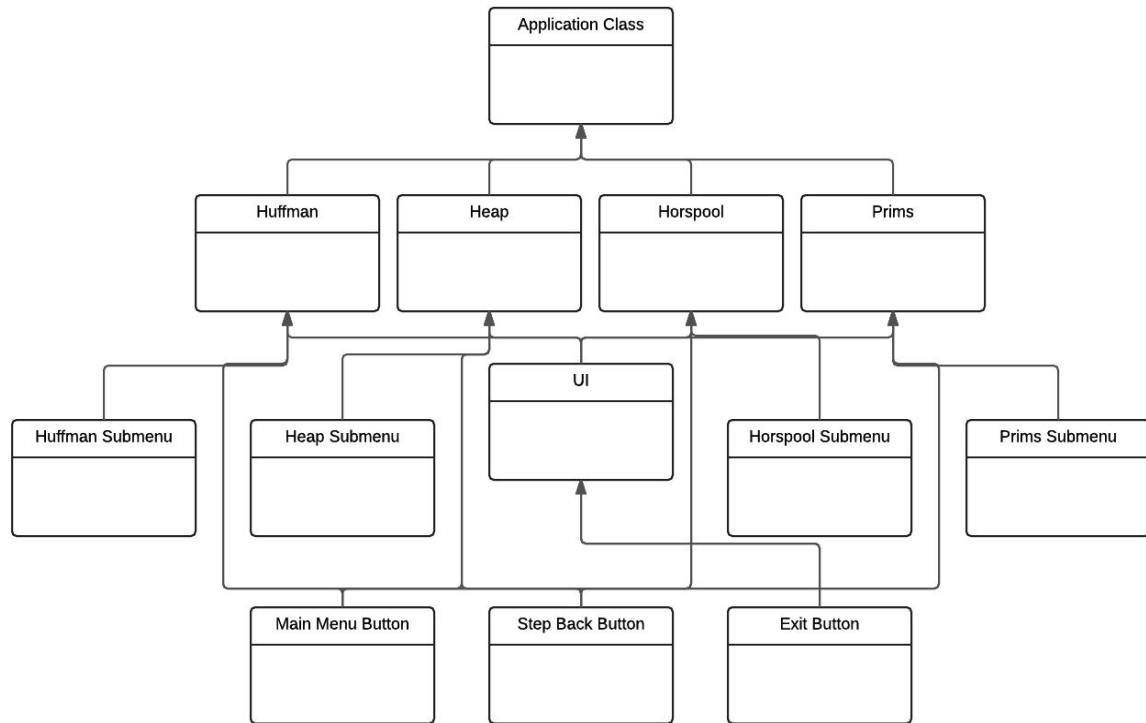 Application Class
Huffman
Heap
Horspool
Prims
UI
Huffman Submenu
Heap Submenu
Horspool Submenu
Prims Submenu
Main Menu Button
Step Back Button
Exit Button